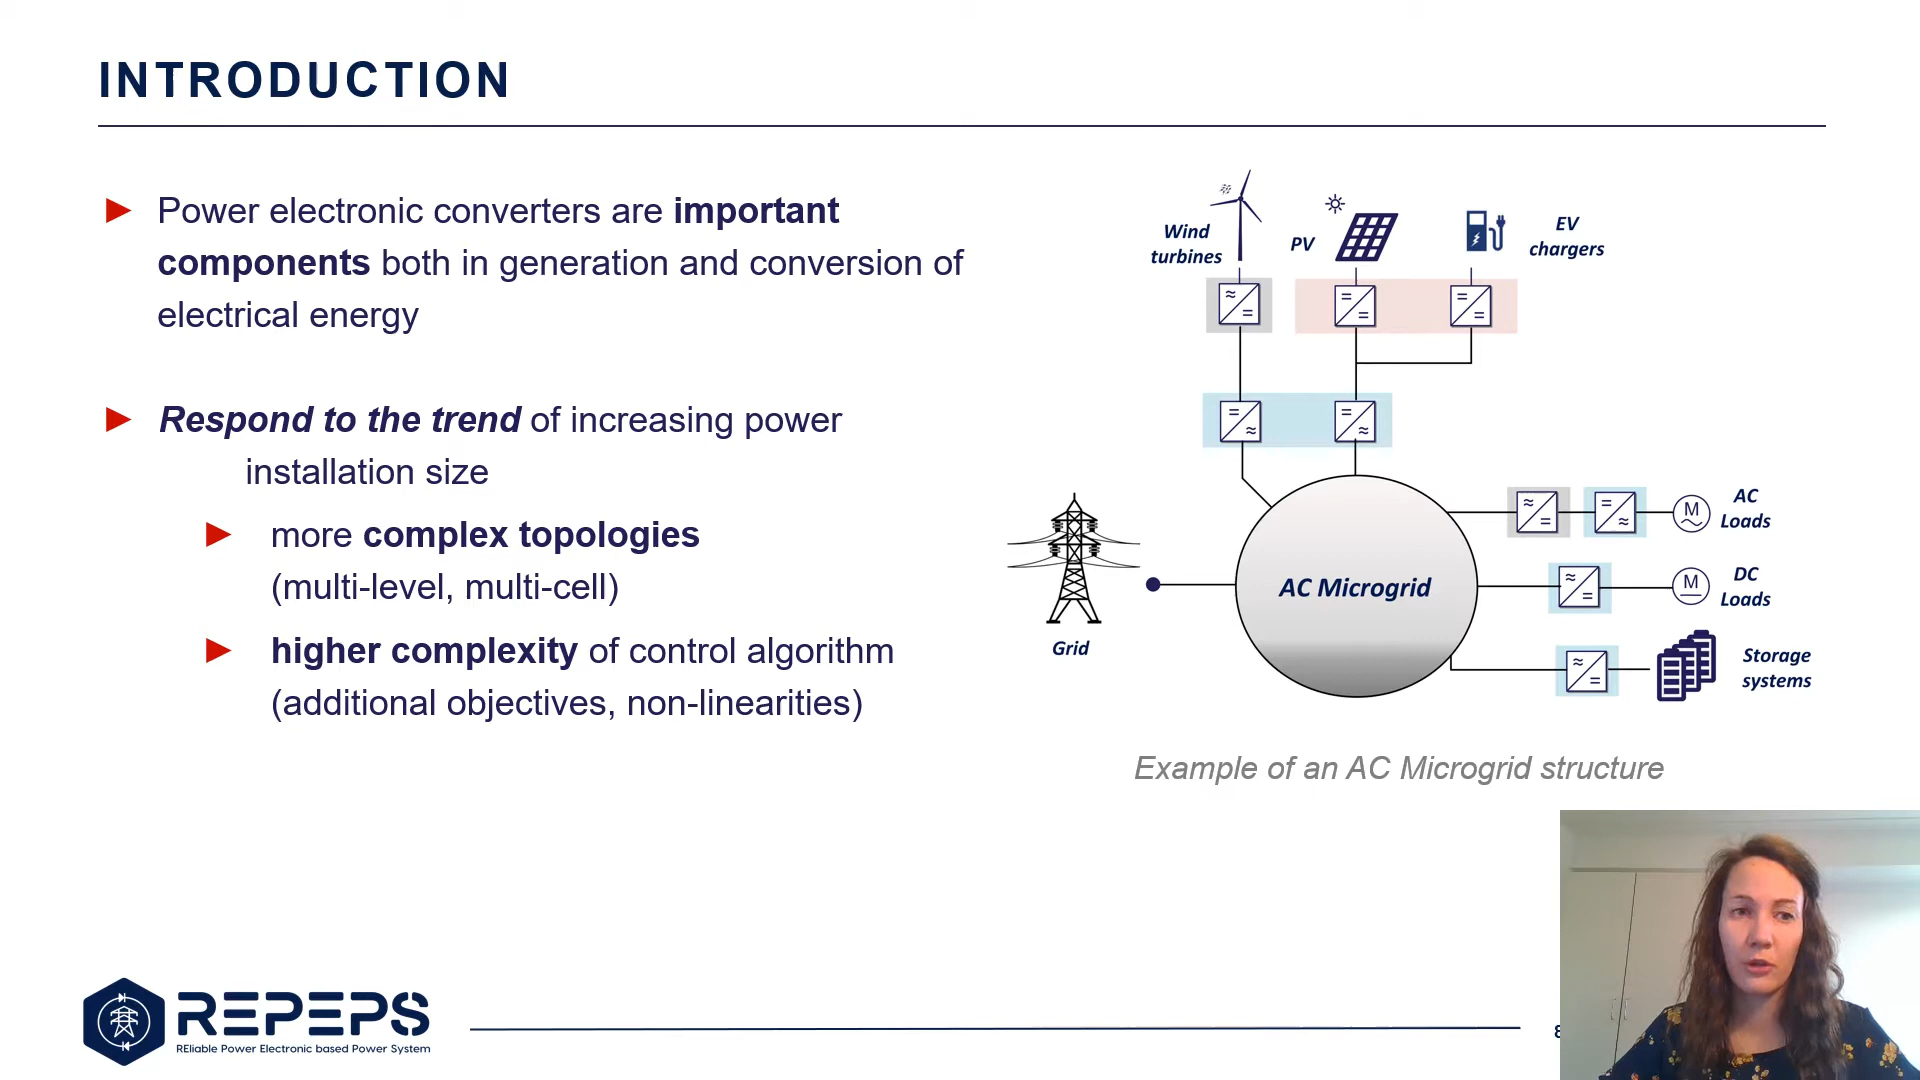 INTRODUCTION
Power electronic converters are important
components both in generation and conversion of
electrical energy
Respond to the trend of increasing power
installation size
more complex topologies
(multi-level, multi-cell)
higher complexity of control algorithm
(additional objectives, non-linearities)
Wind
turbines
PV
EV
chargers
AC Microgrid
Grid
M
AC
Loads
M
DC
Loads
Storage
systems
Example of an AC Microgrid structure
REPEPS
REliable Power Electronic based Power System